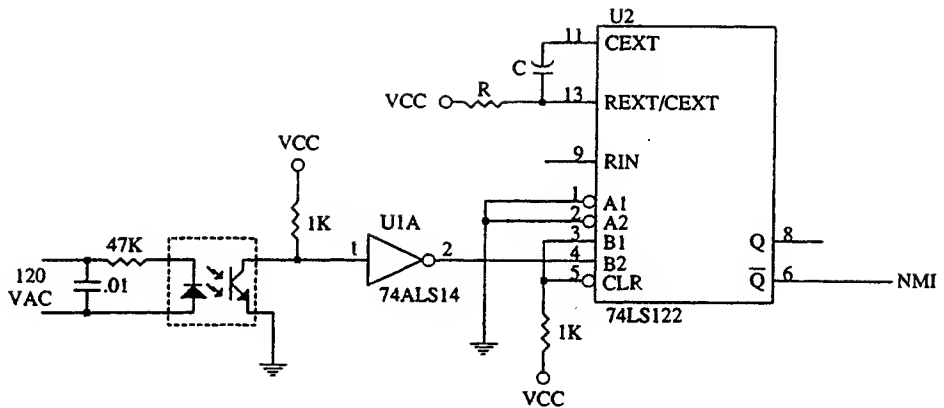 U2
11
CEXT
C
R
VCC
13
REXT/CEXT
VCC
9
RIN
1
A1
1K
U1A
2
A2
3
B1
47K
1
2
4
B2
Q
8
120
VAC
.01
5
CLR
Q
6
NMI
74ALS14
74LS122
1K
VCC